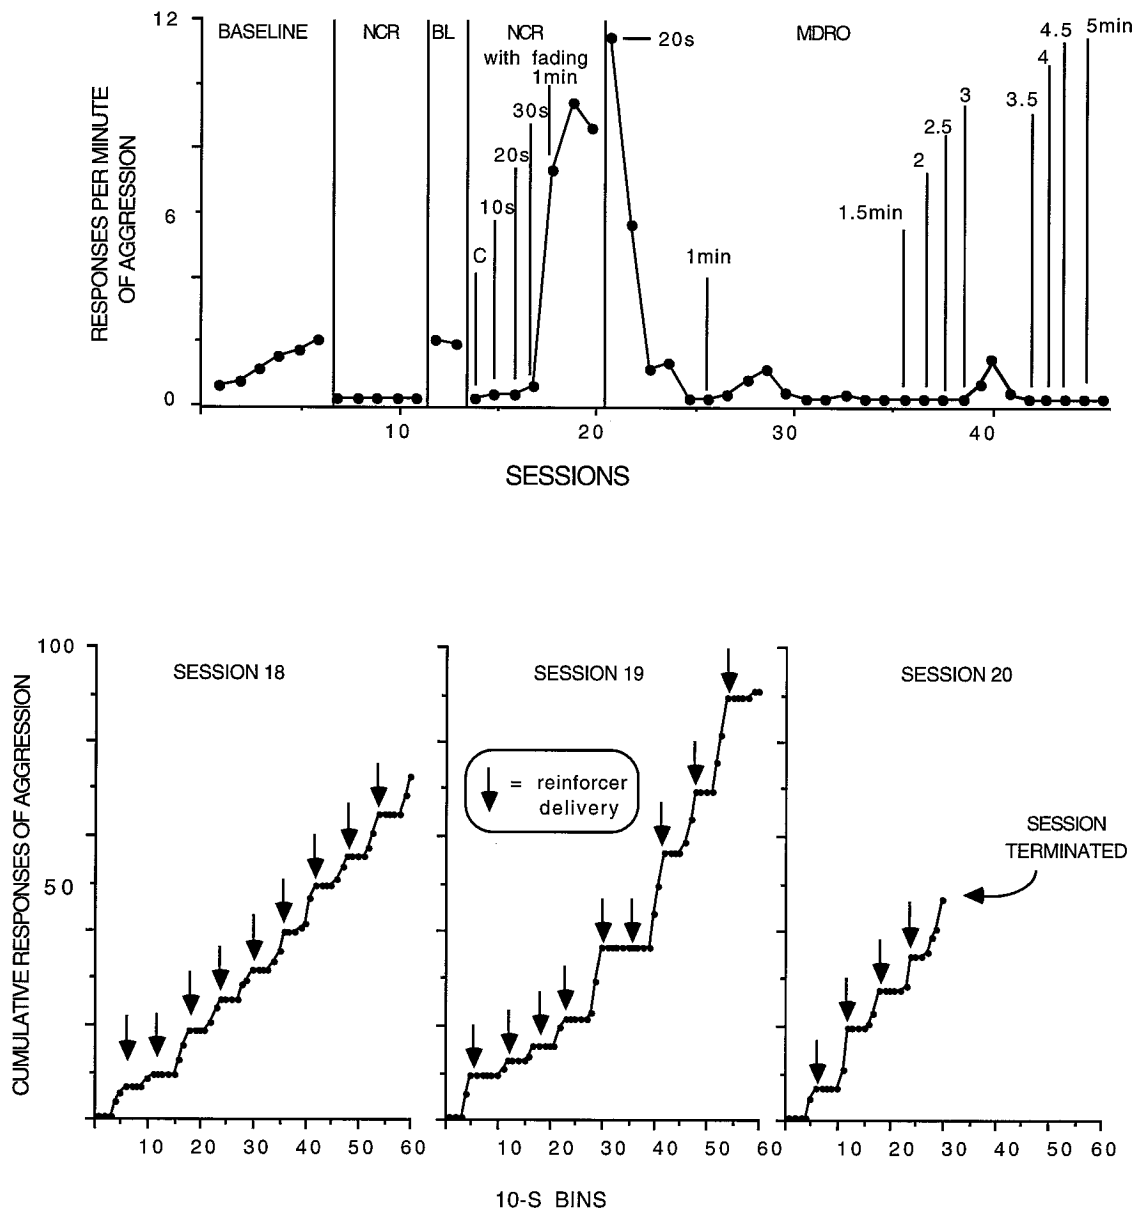 12
BASELINE
NCR
BL
NCR
with fading
1min
30s
20s
10s
C
20s
MDRO
4.5
5min
4
3
3.5
2.5
2
1.5min
1min
RESPONSES PER MINUTE
OF AGGRESSION
6
0
10
20
30
40
SESSIONS
100
50
CUMULATIVE RESPONSES OF AGGRESSION
SESSION 18
SESSION 19
SESSION 20
= reinforcer
delivery
SESSION
TERMINATED
10 20 30 40 50 60
10 20 30 40 50 60
10 20 30 40 50 60
10-S BINS